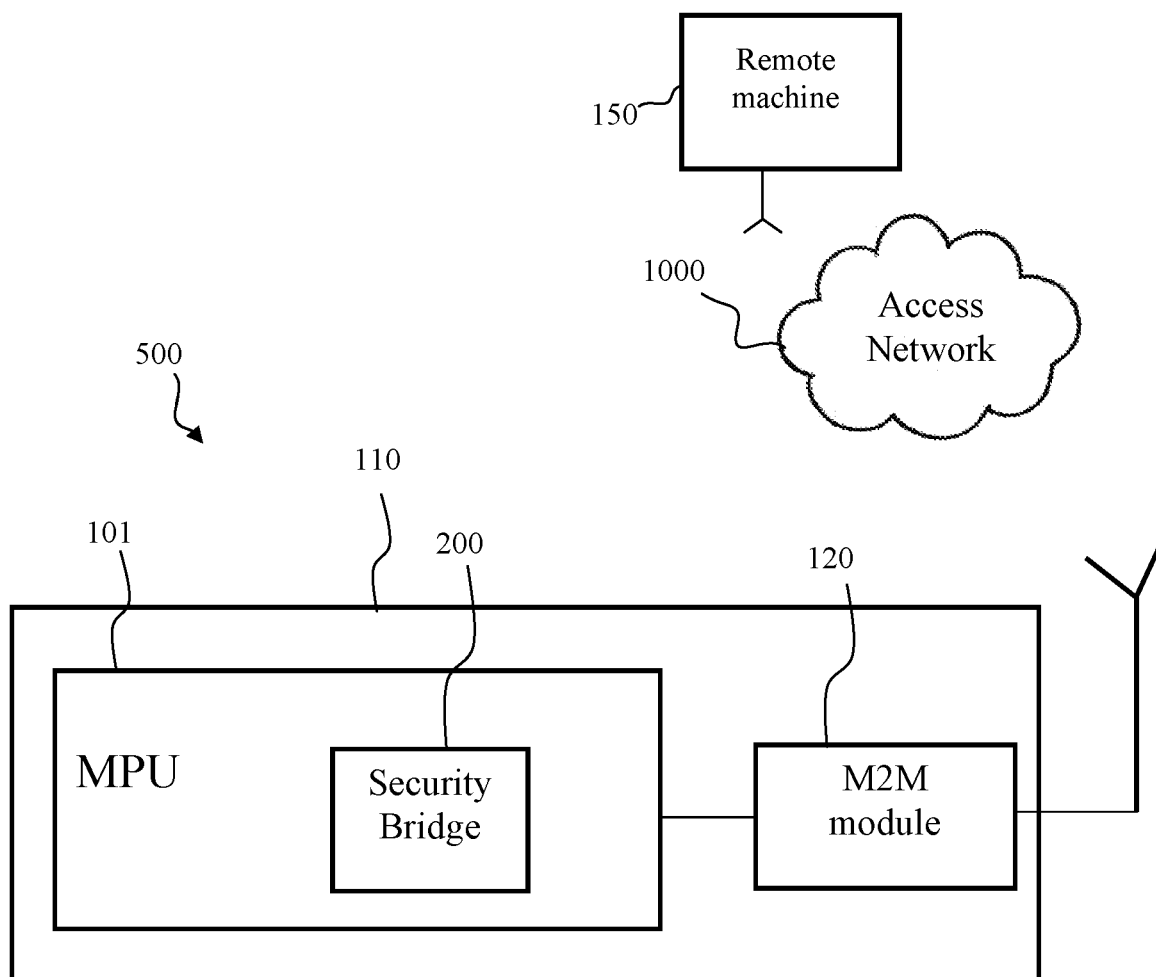 Remote
machine
150
1000
Access
Network
500
110
101
200
120
MPU
Security
Bridge
M2M
module